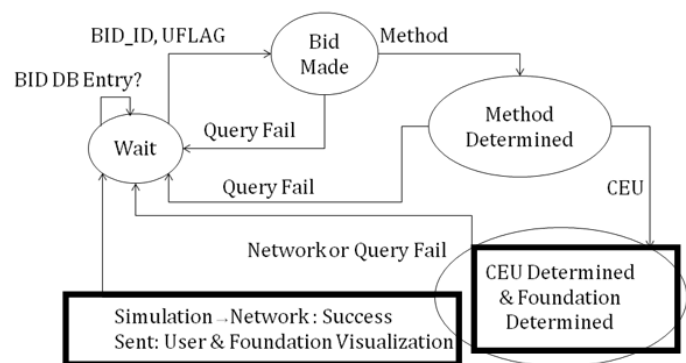 BID_ID, UFLAG
Bid
Made
Method
BID DB Entry?
Wait
Query Fail
Method
Determined
Query Fail
CEU
Network or Query Fail
CEU Determined
& Foundation
Determined
Simulation→Network : Success
Sent: User & Foundation Visualization